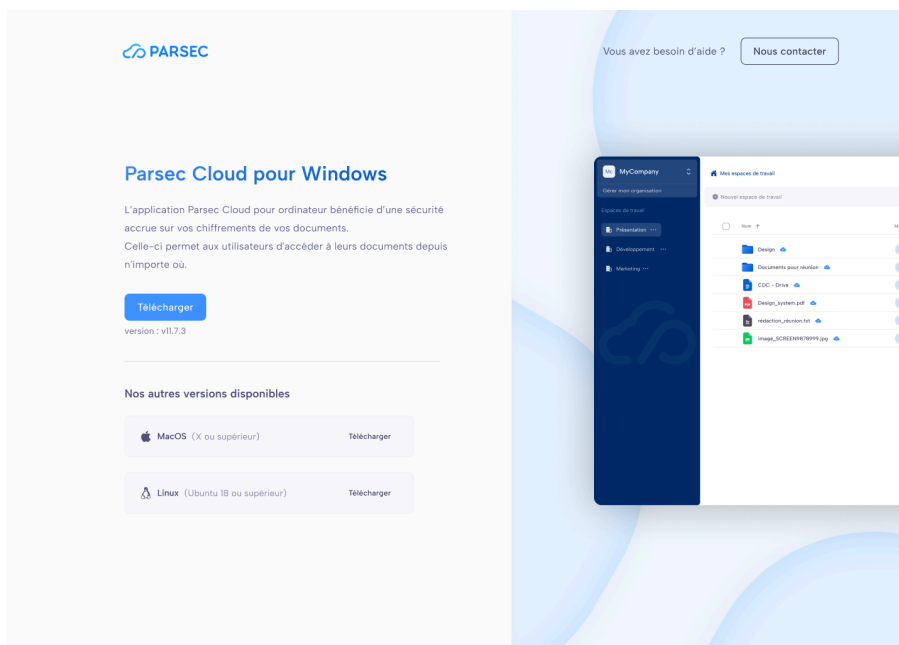 PARSEC
Vous avez besoin d'aide ?
Nous contacter
Parsec Cloud pour Windows
L'application Parsec Cloud pour ordinateur bénéficie d'une sécurité
accrue sur vos chiffrements de vos documents.
Celle-ci permet aux utilisateurs d'accéder à leurs documents depuis
n'importe où.
Télécharger
version : v11.7.3
Nos autres versions disponibles
MacOS (X ou supérieur)
Télécharger
Linux (Ubuntu 18 ou supérieur)
Télécharger
Mc MyCompany
Gérer mon organisation
Espaces de travail
Présentation ···
Développement ···
Marketing ···
Mes espaces de travail
Nouvel espace de travail
Nom
Design
Documents pour réunion
CDC - Drive
Design_system.pdf
rédaction_réunion.txt
image_SCREEN9878999.jpg